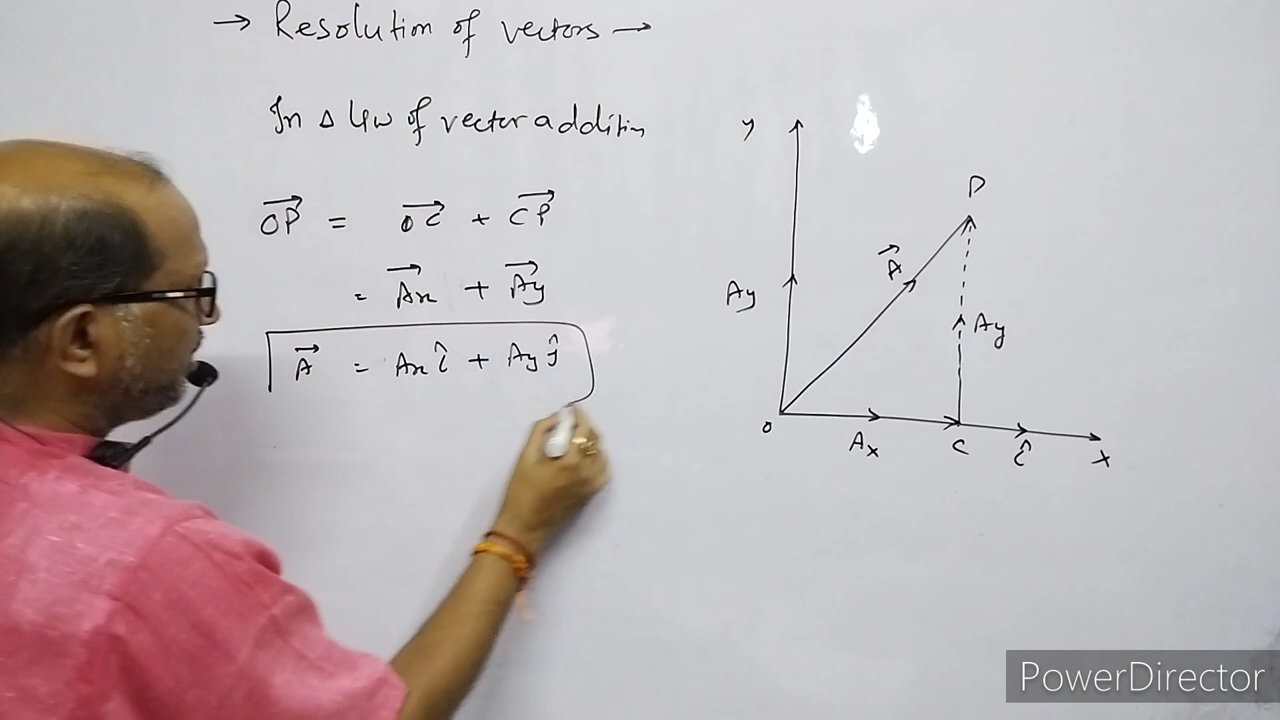 → Resolution of vectors →
In Δ law of vector addition
y
P
OP⃗ = OC⃗ + CP⃗
A⃗
= Ax⃗ + Ay⃗
Ay
Ay
A⃗ = Ax î + Ay ĵ
O
Ax
C
î
X
PowerDirector